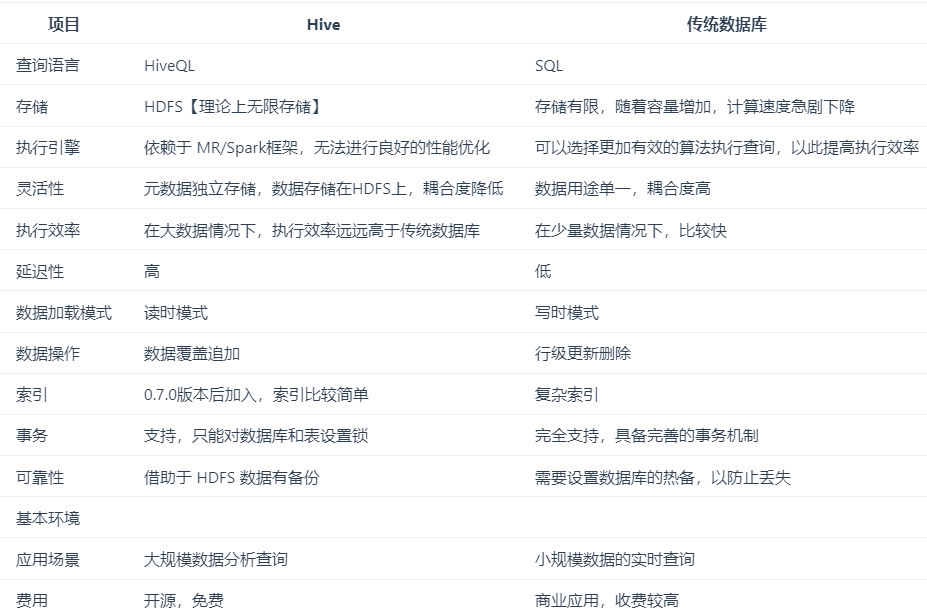 项目 Hive 传统数据库
查询语言 HiveQL SQL
存储 HDFS【理论上无限存储】 存储有限，随着容量增加，计算速度急剧下降
执行引擎 依赖于 MR/Spark框架，无法进行良好的性能优化 可以选择更加有效的算法执行查询，以此提高执行效率
灵活性 元数据独立存储，数据存储在HDFS上，耦合度降低 数据用途单一，耦合度高
执行效率 在大数据情况下，执行效率远远高于传统数据库 在少量数据情况下，比较快
延迟性 高 低
数据加载模式 读时模式 写时模式
数据操作 数据覆盖追加 行级更新删除
索引 0.7.0版本后加入，索引比较简单 复杂索引
事务 支持，只能对数据库和表设置锁 完全支持，具备完善的事务机制
可靠性 借助于 HDFS 数据有备份 需要设置数据库的热备，以防止丢失
基本环境
应用场景 大规模数据分析查询 小规模数据的实时查询
费用 开源，免费 商业应用，收费较高